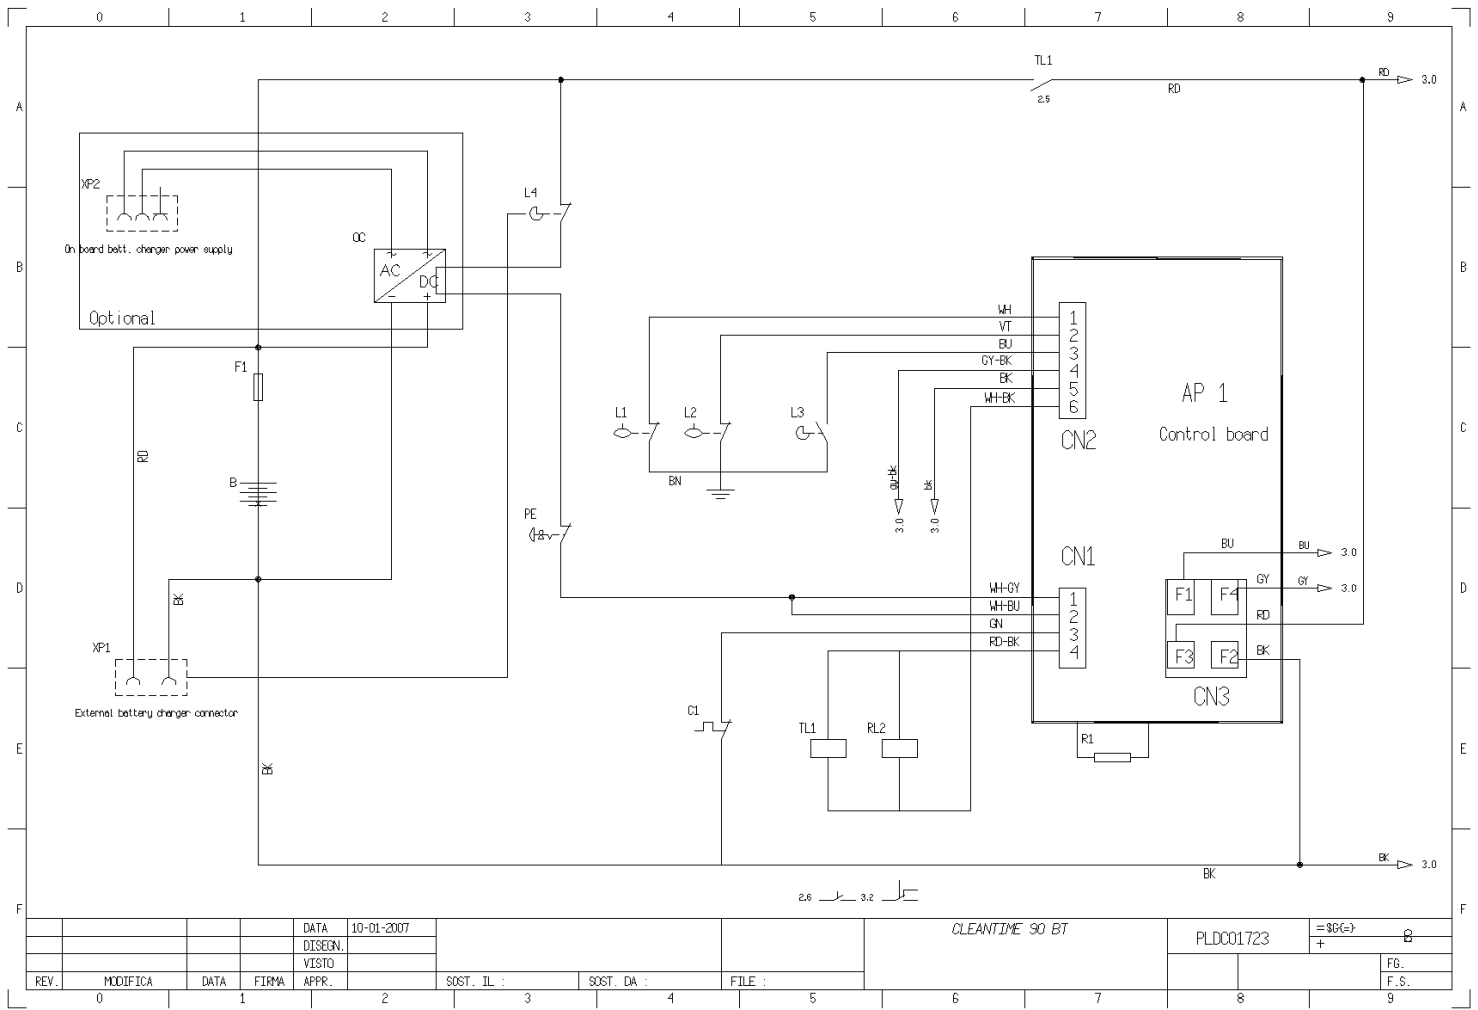 0 1 2 3 4 5 6 7 8 9
TL1
RD
3.0
2.5
RD
A
A
XP2
L4
On board batt. charger power supply
OC
AC
DC
Optional
B
B
WH
1
VT
2
BU
3
GY-BK
4
BK
5
WH-BK
6
CN2
AP 1
Control board
F1
L1
L2
L3
C
C
RD
B
BN
gy-bk
bk
3.0
3.0
PE
CN1
BU
BU
3.0
GY
GY
3.0
D
D
WH-GY
1
WH-BU
2
GN
3
RD-BK
4
F1
F4
RD
F3
F2
BK
CN3
BK
XP1
External battery charger connector
C1
TL1
RL2
R1
E
E
BK
BK
3.0
BK
2.6
3.2
F
F
DATA 10-01-2007
DISEGN.
VISTO
REV. MODIFICA DATA FIRMA APPR.
SOST. IL :
SOST. DA :
FILE :
CLEANTIME 90 BT
PLDC01723
=$G{=}
+
FG.
F.S.
0 1 2 3 4 5 6 7 8 9